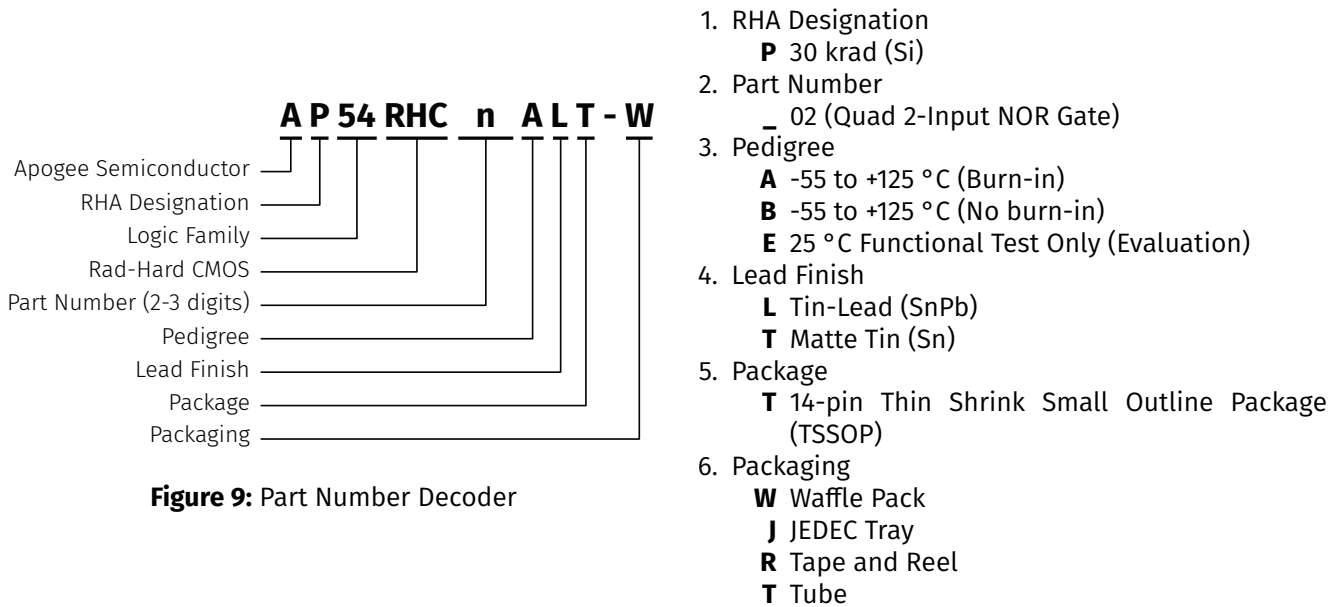 A P 54 RHC n A L T - W
Apogee Semiconductor
RHA Designation
Logic Family
Rad-Hard CMOS
Part Number (2-3 digits)
Pedigree
Lead Finish
Package
Packaging
Figure 9: Part Number Decoder
1. RHA Designation
P 30 krad (Si)
2. Part Number
_ 02 (Quad 2-Input NOR Gate)
3. Pedigree
A -55 to +125 °C (Burn-in)
B -55 to +125 °C (No burn-in)
E 25 °C Functional Test Only (Evaluation)
4. Lead Finish
L Tin-Lead (SnPb)
T Matte Tin (Sn)
5. Package
T 14-pin Thin Shrink Small Outline Package
(TSSOP)
6. Packaging
W Waffle Pack
J JEDEC Tray
R Tape and Reel
T Tube